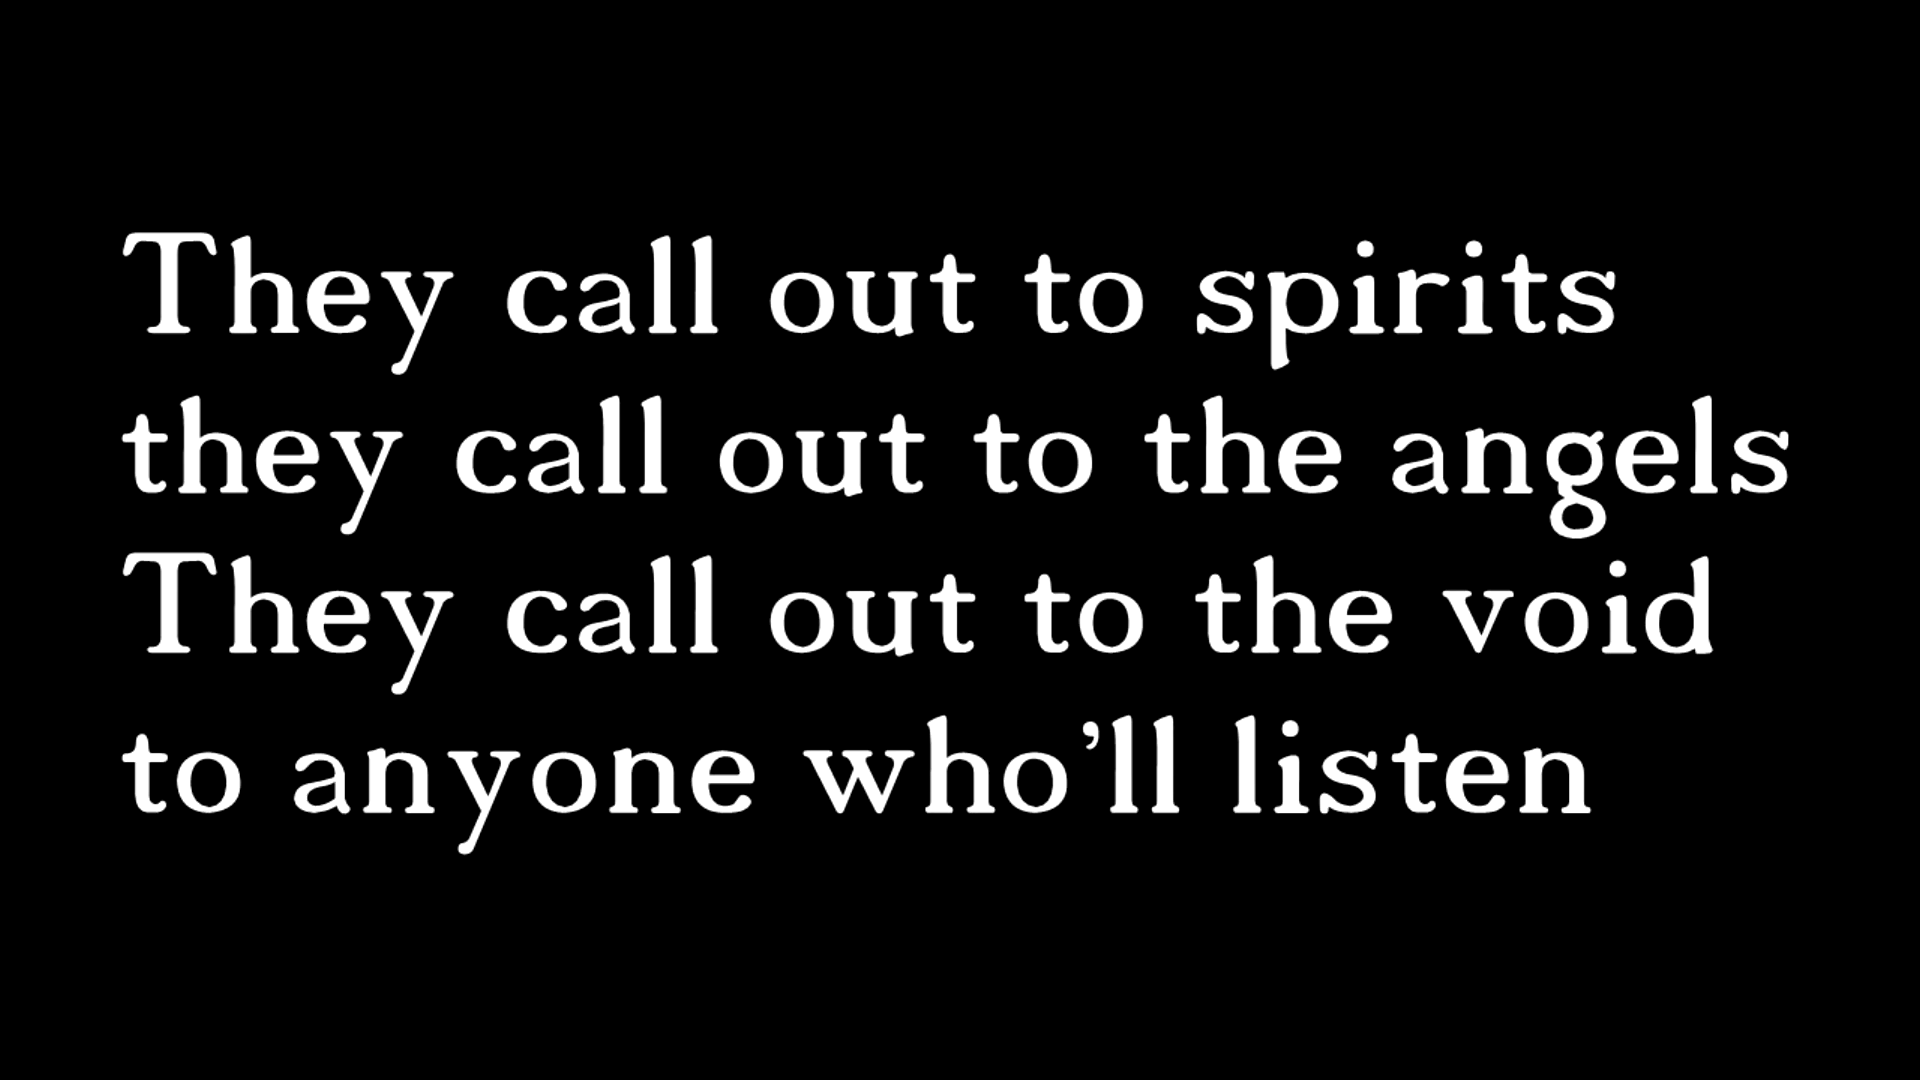 They call out to spirits
they call out to the angels
They call out to the void
to anyone who’ll listen